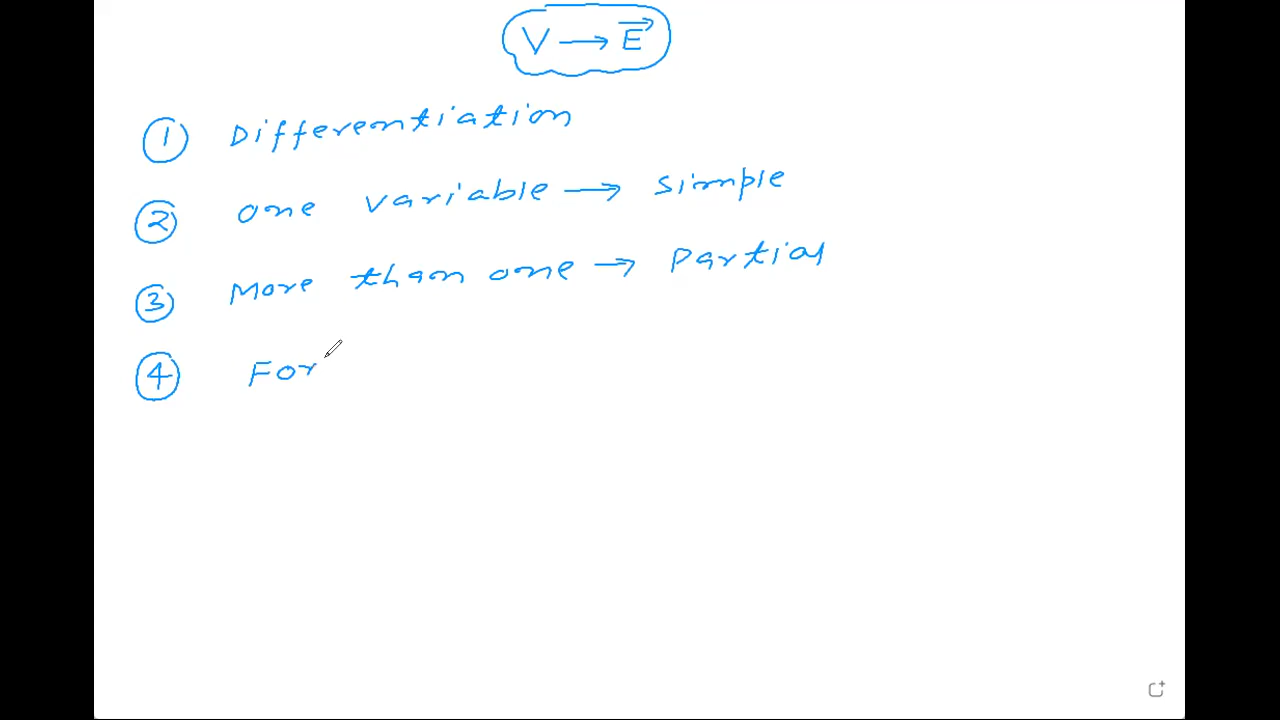 V → E⃗
① Differentiation
② one variable → simple
③ More than one → Partial
④ For